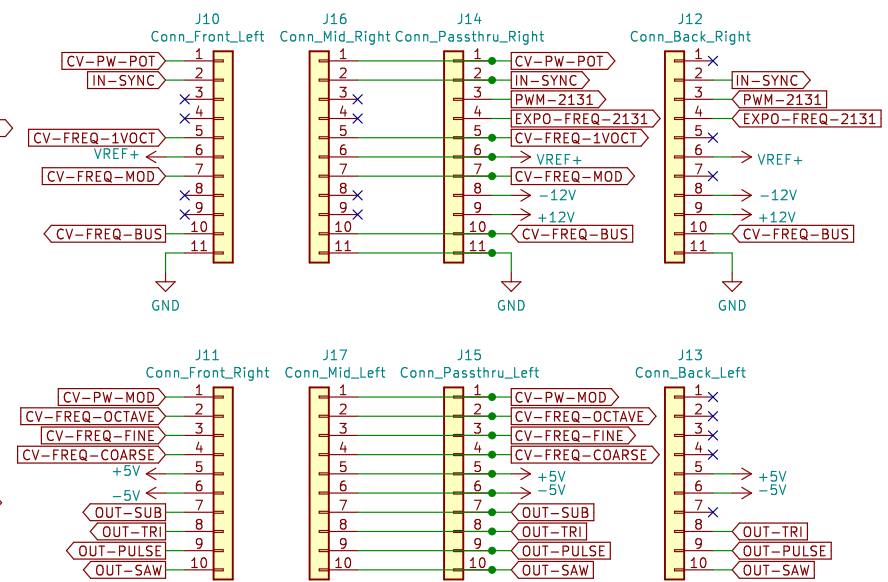 J10
Conn_Front_Left
1 CV-PW-POT
2 IN-SYNC
3
4
5 CV-FREQ-1VOCT
6 VREF+
7 CV-FREQ-MOD
8
9
10 CV-FREQ-BUS
11
GND
J16
Conn_Mid_Right
1
2
3
4
5
6
7
8
9
10
11
J14
Conn_Passthru_Right
1 CV-PW-POT
2 IN-SYNC
3 PWM-2131
4 EXPO-FREQ-2131
5 CV-FREQ-1VOCT
6 VREF+
7 CV-FREQ-MOD
8 -12V
9 +12V
10 CV-FREQ-BUS
11
GND
J12
Conn_Back_Right
1
2 IN-SYNC
3 PWM-2131
4 EXPO-FREQ-2131
5
6 VREF+
7
8 -12V
9 +12V
10 CV-FREQ-BUS
11
GND
J11
Conn_Front_Right
1 CV-PW-MOD
2 CV-FREQ-OCTAVE
3 CV-FREQ-FINE
4 CV-FREQ-COARSE
5 +5V
6 -5V
7 OUT-SUB
8 OUT-TRI
9 OUT-PULSE
10 OUT-SAW
J17
Conn_Mid_Left
1
2
3
4
5
6
7
8
9
10
J15
Conn_Passthru_Left
1 CV-PW-MOD
2 CV-FREQ-OCTAVE
3 CV-FREQ-FINE
4 CV-FREQ-COARSE
5 +5V
6 -5V
7 OUT-SUB
8 OUT-TRI
9 OUT-PULSE
10 OUT-SAW
J13
Conn_Back_Left
1
2
3
4
5 +5V
6 -5V
7
8 OUT-TRI
9 OUT-PULSE
10 OUT-SAW